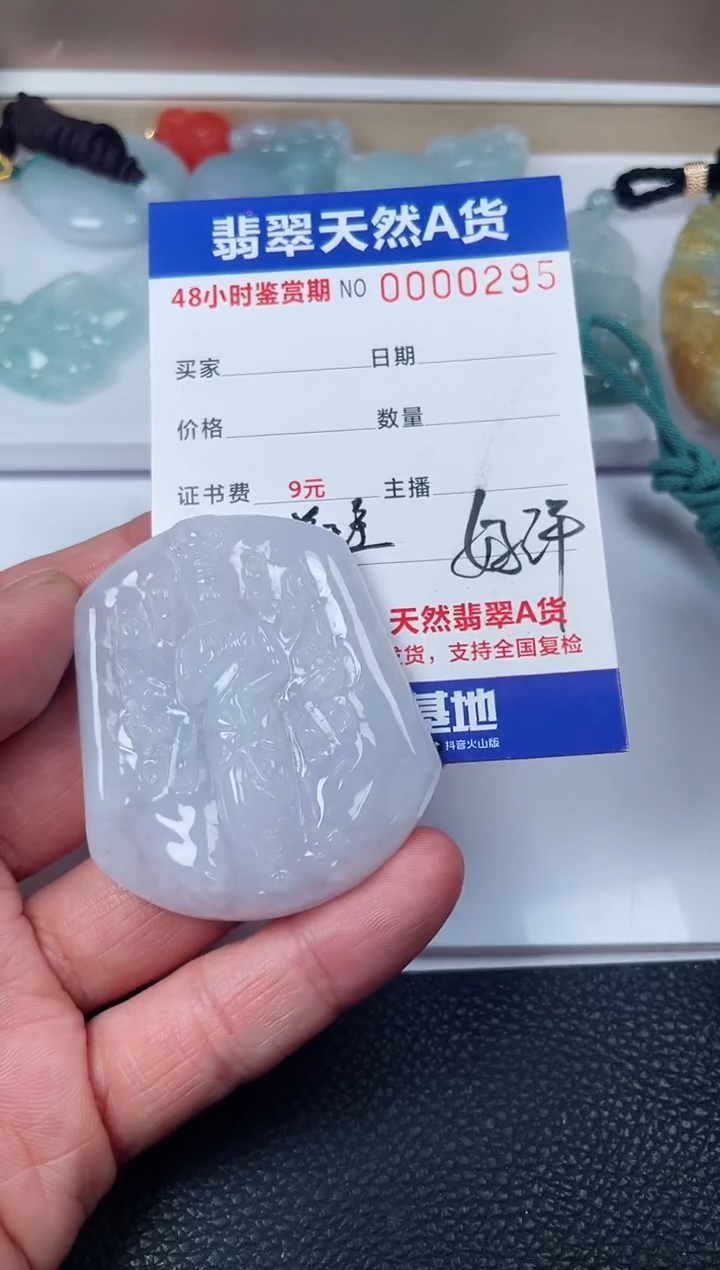 翡翠天然A货
48小时鉴赏期 NO 0000295
买家 日期
价格 数量
证书费 9元 主播
天然翡翠A货
货，支持全国复检
基地
抖音火山版